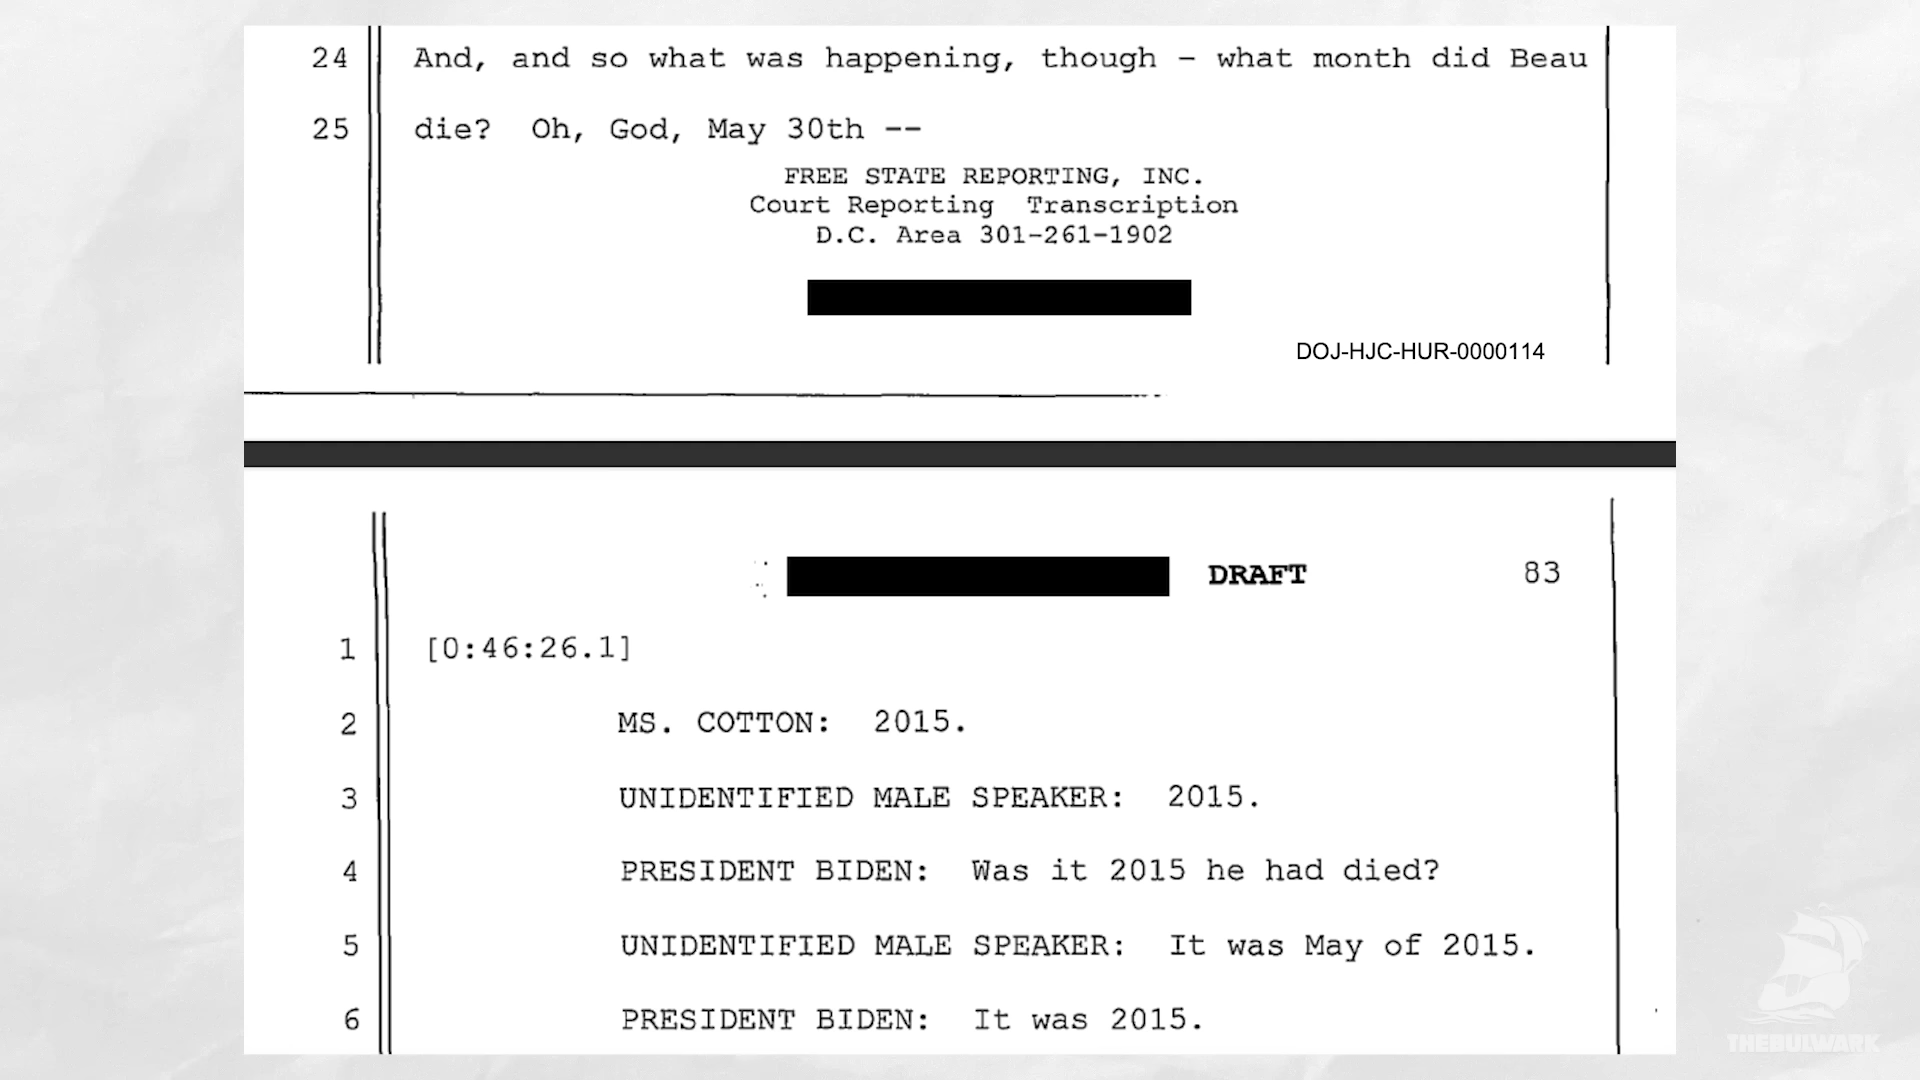 24 And, and so what was happening, though – what month did Beau
25 die? Oh, God, May 30th --
FREE STATE REPORTING, INC.
Court Reporting Transcription
D.C. Area 301-261-1902
DOJ-HJC-HUR-0000114
DRAFT 83
1 [0:46:26.1]
2 MS. COTTON: 2015.
3 UNIDENTIFIED MALE SPEAKER: 2015.
4 PRESIDENT BIDEN: Was it 2015 he had died?
5 UNIDENTIFIED MALE SPEAKER: It was May of 2015.
6 PRESIDENT BIDEN: It was 2015.
THEBULWARK